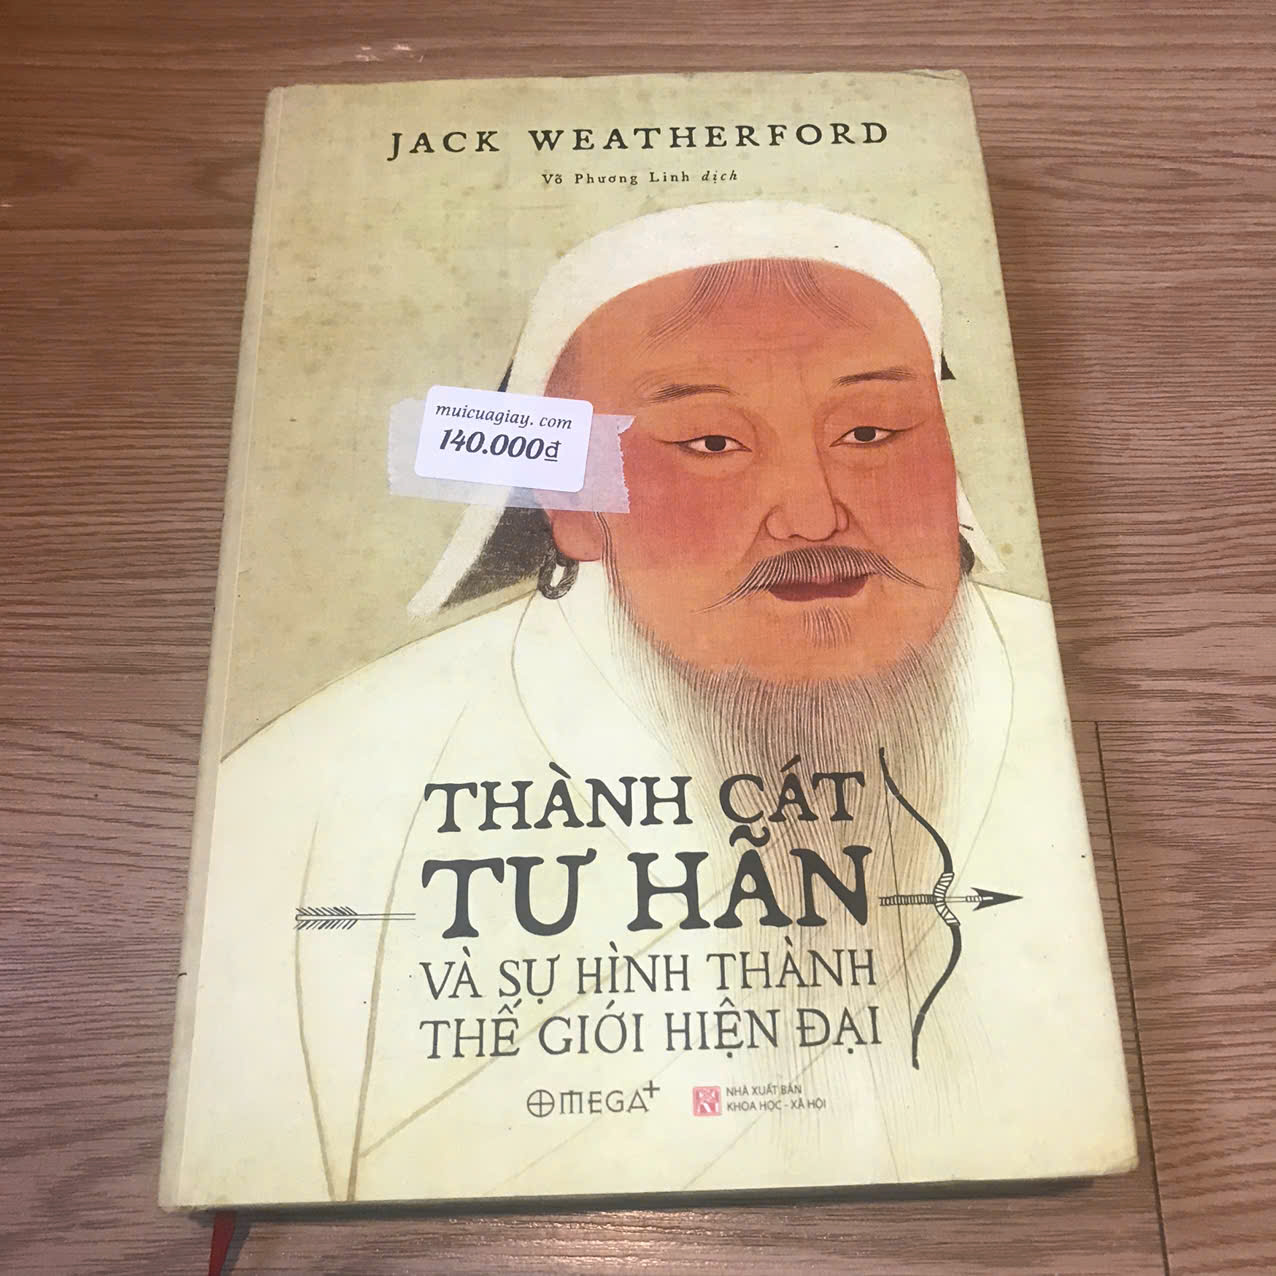 JACK WEATHERFORD
Võ Phương Linh dịch
muicuagiay. com
140.000₫
THÀNH CÁT
TƯ HÃN
VÀ SỰ HÌNH THÀNH
THẾ GIỚI HIỆN ĐẠI
OMEGA+
NHÀ XUẤT BẢN
KHOA HỌC - XÃ HỘI